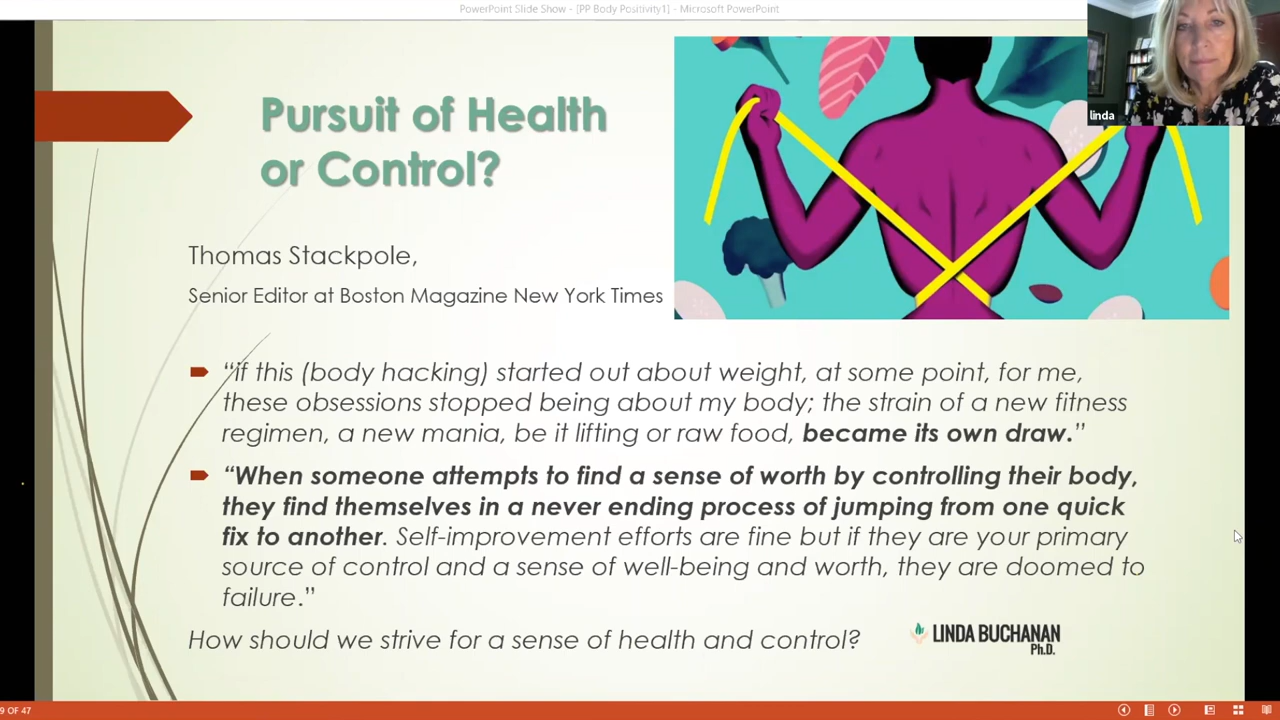 PowerPoint Slide Show - [PP Body Positivity1] - Microsoft PowerPoint
linda
Pursuit of Health
or Control?
Thomas Stackpole,
Senior Editor at Boston Magazine New York Times
“if this (body hacking) started out about weight, at some point, for me,
these obsessions stopped being about my body; the strain of a new fitness
regimen, a new mania, be it lifting or raw food, became its own draw.”
“When someone attempts to find a sense of worth by controlling their body,
they find themselves in a never ending process of jumping from one quick
fix to another. Self-improvement efforts are fine but if they are your primary
source of control and a sense of well-being and worth, they are doomed to
failure.”
How should we strive for a sense of health and control?
LINDA BUCHANAN
Ph.D.
9 OF 47